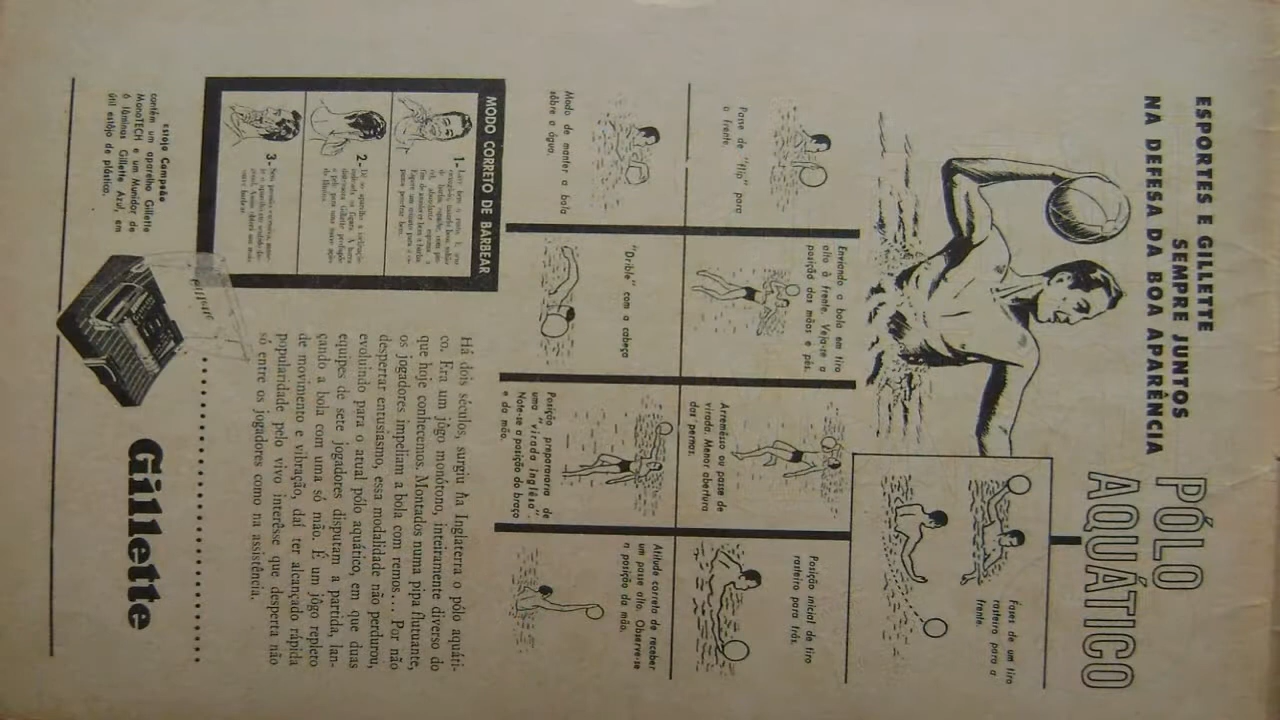 ESPORTES E GILLETTE
SEMPRE JUNTOS
NA DEFESA DA BOA APARÊNCIA
PÓLO
AQUÁTICO
Fases de um tiro
rasteiro para a
frente.
Passe de "flip" para
a frente.
Enviando a bola em tiro
alto à frente. Veja-se a
posição das mãos e pés.
Arremêsso ou passe de
virada. Menor abertura
das pernas.
Posição inicial de tiro
rasteiro para trás.
Modo de manter a bola
sôbre a água.
"Drible" com a cabeça
Posição preparatória de
uma "virada inglêsa".
Note-se a posição do braço
e da mão.
Atitude correta de receber
um passe alto. Observe-se
a posição da mão.
MODO CORRETO DE BARBEAR
1-
2-
3-
Há dois séculos, surgiu na Inglaterra o pólo aquáti-
co. Era um jôgo monótono, inteiramente diverso do
que hoje conhecemos. Montados numa pipa flutuante,
os jogadores impeliam a bola com remos... Por não
despertar entusiasmo, essa modalidade não perdurou,
evoluindo para o atual pólo aquático, em que duas
equipes de sete jogadores disputam a partida, lan-
çando a bola com uma só mão. É um jôgo repleto
de movimento e vibração, daí ter alcançado rápida
popularidade pelo vivo interêsse que desperta não
só entre os jogadores como na assistência.
Estojo Campeão
contém um aparelho Gillette
MonoTECH e um Munidor de
6 lâminas Gillette Azul, em
útil estôjo de plástico.
Gillette